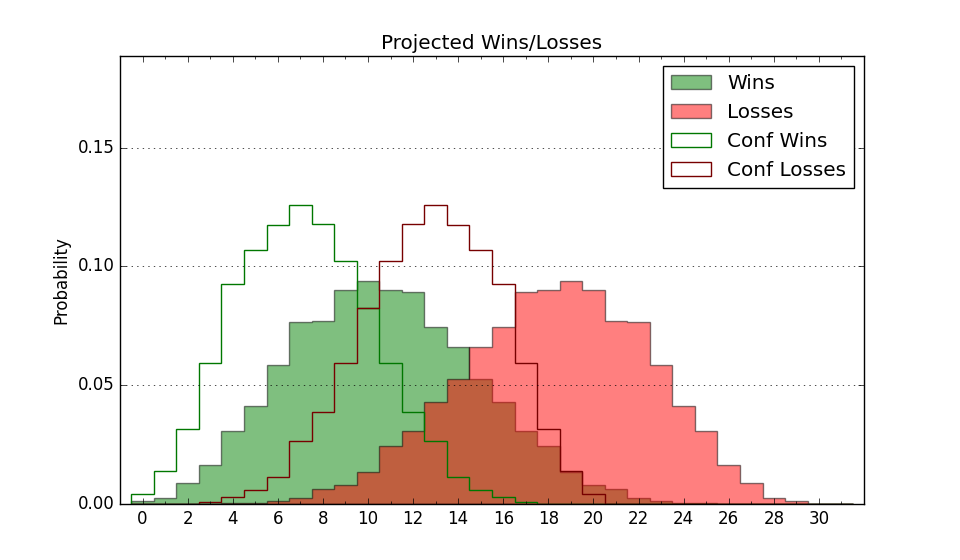 Projected Wins/Losses
Wins
Losses
Conf Wins
Conf Losses
Probability
0.15
0.10
0.05
0.00
0 2 4 6 8 10 12 14 16 18 20 22 24 26 28 30